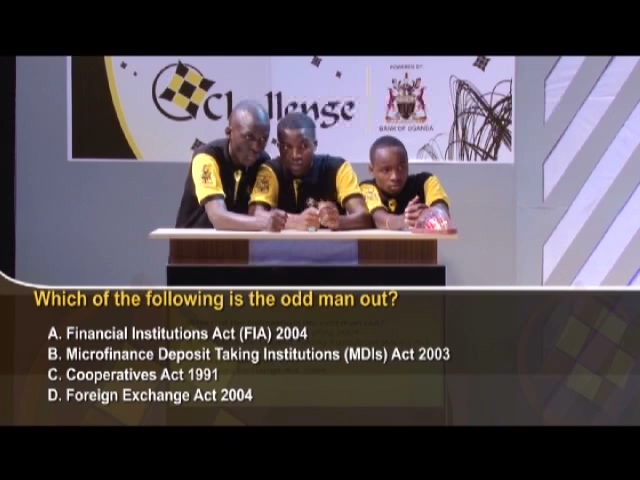 Challenge
POWERED BY:
BANK OF UGANDA
Which of the following is the odd man out?
A. Financial Institutions Act (FIA) 2004
B. Microfinance Deposit Taking Institutions (MDIs) Act 2003
C. Cooperatives Act 1991
D. Foreign Exchange Act 2004